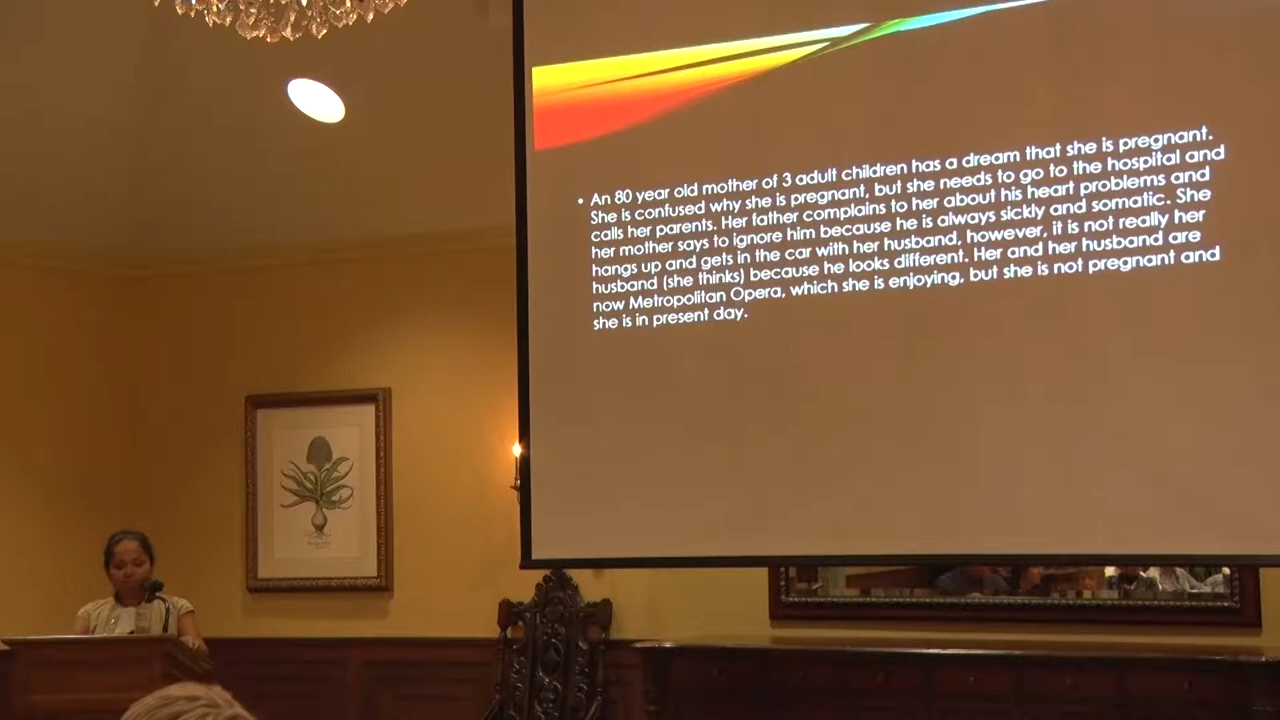 • An 80 year old mother of 3 adult children has a dream that she is pregnant.
She is confused why she is pregnant, but she needs to go to the hospital and
calls her parents. Her father complains to her about his heart problems and
her mother says to ignore him because he is always sickly and somatic. She
hangs up and gets in the car with her husband, however, it is not really her
husband (she thinks) because he looks different. Her and her husband are
now Metropolitan Opera, which she is enjoying, but she is not pregnant and
she is in present day.